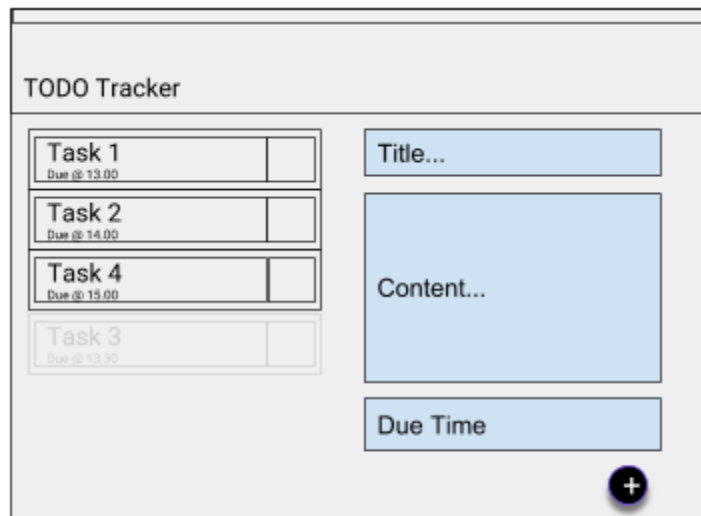 TODO Tracker
Task 1
Due @ 13.00
Task 2
Due @ 14.00
Task 4
Due @ 15.00
Task 3
Due @ 13.30
Title...
Content...
Due Time
+